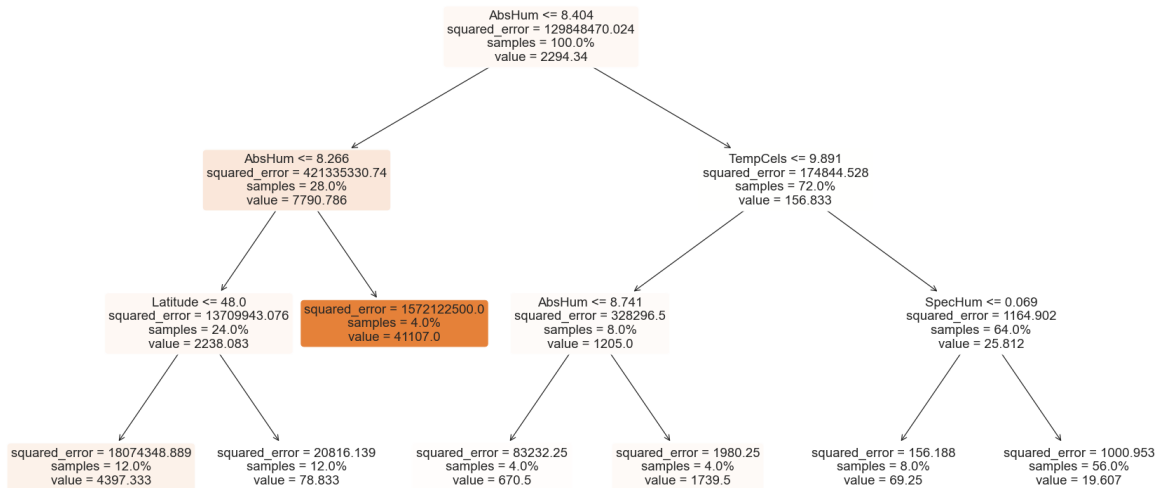 AbsHum <= 8.404
squared_error = 129848470.024
samples = 100.0%
value = 2294.34
AbsHum <= 8.266
squared_error = 421335330.74
samples = 28.0%
value = 7790.786
TempCels <= 9.891
squared_error = 174844.528
samples = 72.0%
value = 156.833
Latitude <= 48.0
squared_error = 13709943.076
samples = 24.0%
value = 2238.083
squared_error = 1572122500.0
samples = 4.0%
value = 41107.0
AbsHum <= 8.741
squared_error = 328296.5
samples = 8.0%
value = 1205.0
SpecHum <= 0.069
squared_error = 1164.902
samples = 64.0%
value = 25.812
squared_error = 18074348.889
samples = 12.0%
value = 4397.333
squared_error = 20816.139
samples = 12.0%
value = 78.833
squared_error = 83232.25
samples = 4.0%
value = 670.5
squared_error = 1980.25
samples = 4.0%
value = 1739.5
squared_error = 156.188
samples = 8.0%
value = 69.25
squared_error = 1000.953
samples = 56.0%
value = 19.607